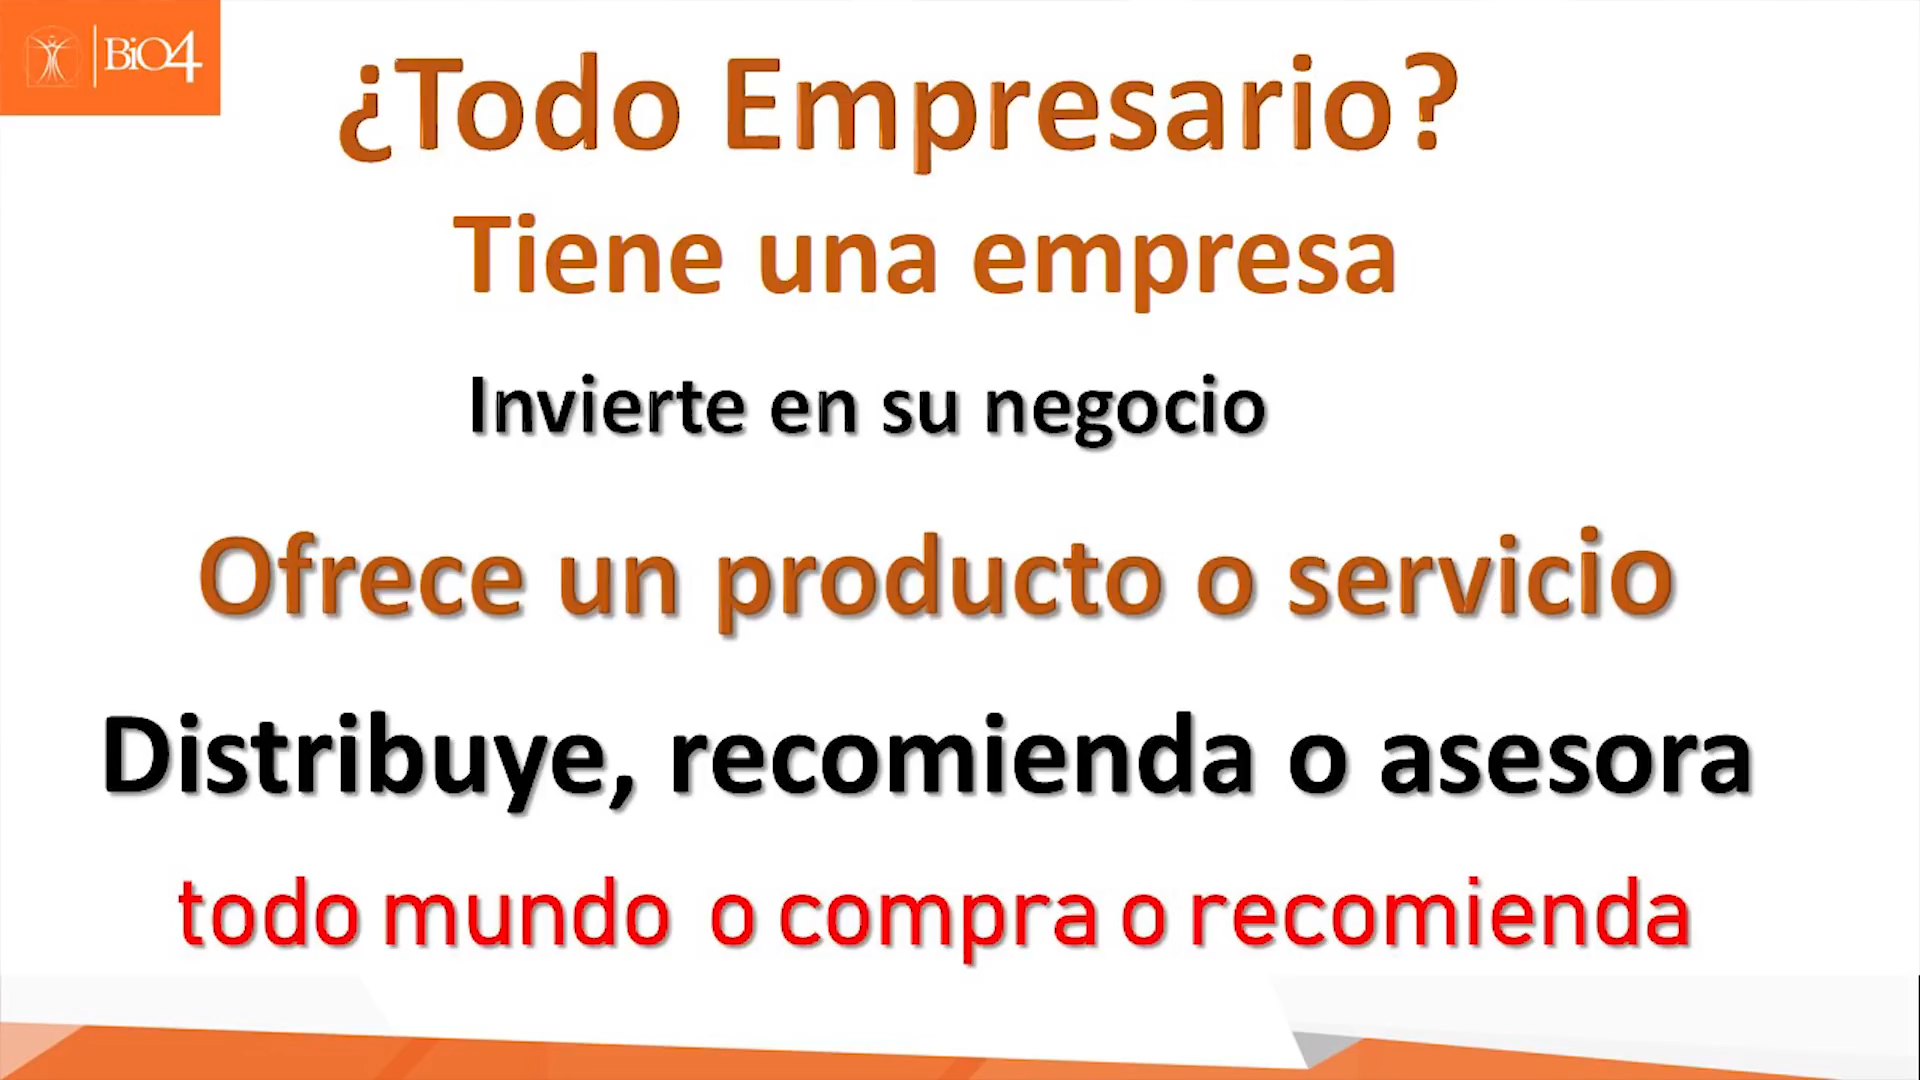 BiO4
¿Todo Empresario?
Tiene una empresa
Invierte en su negocio
Ofrece un producto o servicio
Distribuye, recomienda o asesora
todo mundo o compra o recomienda